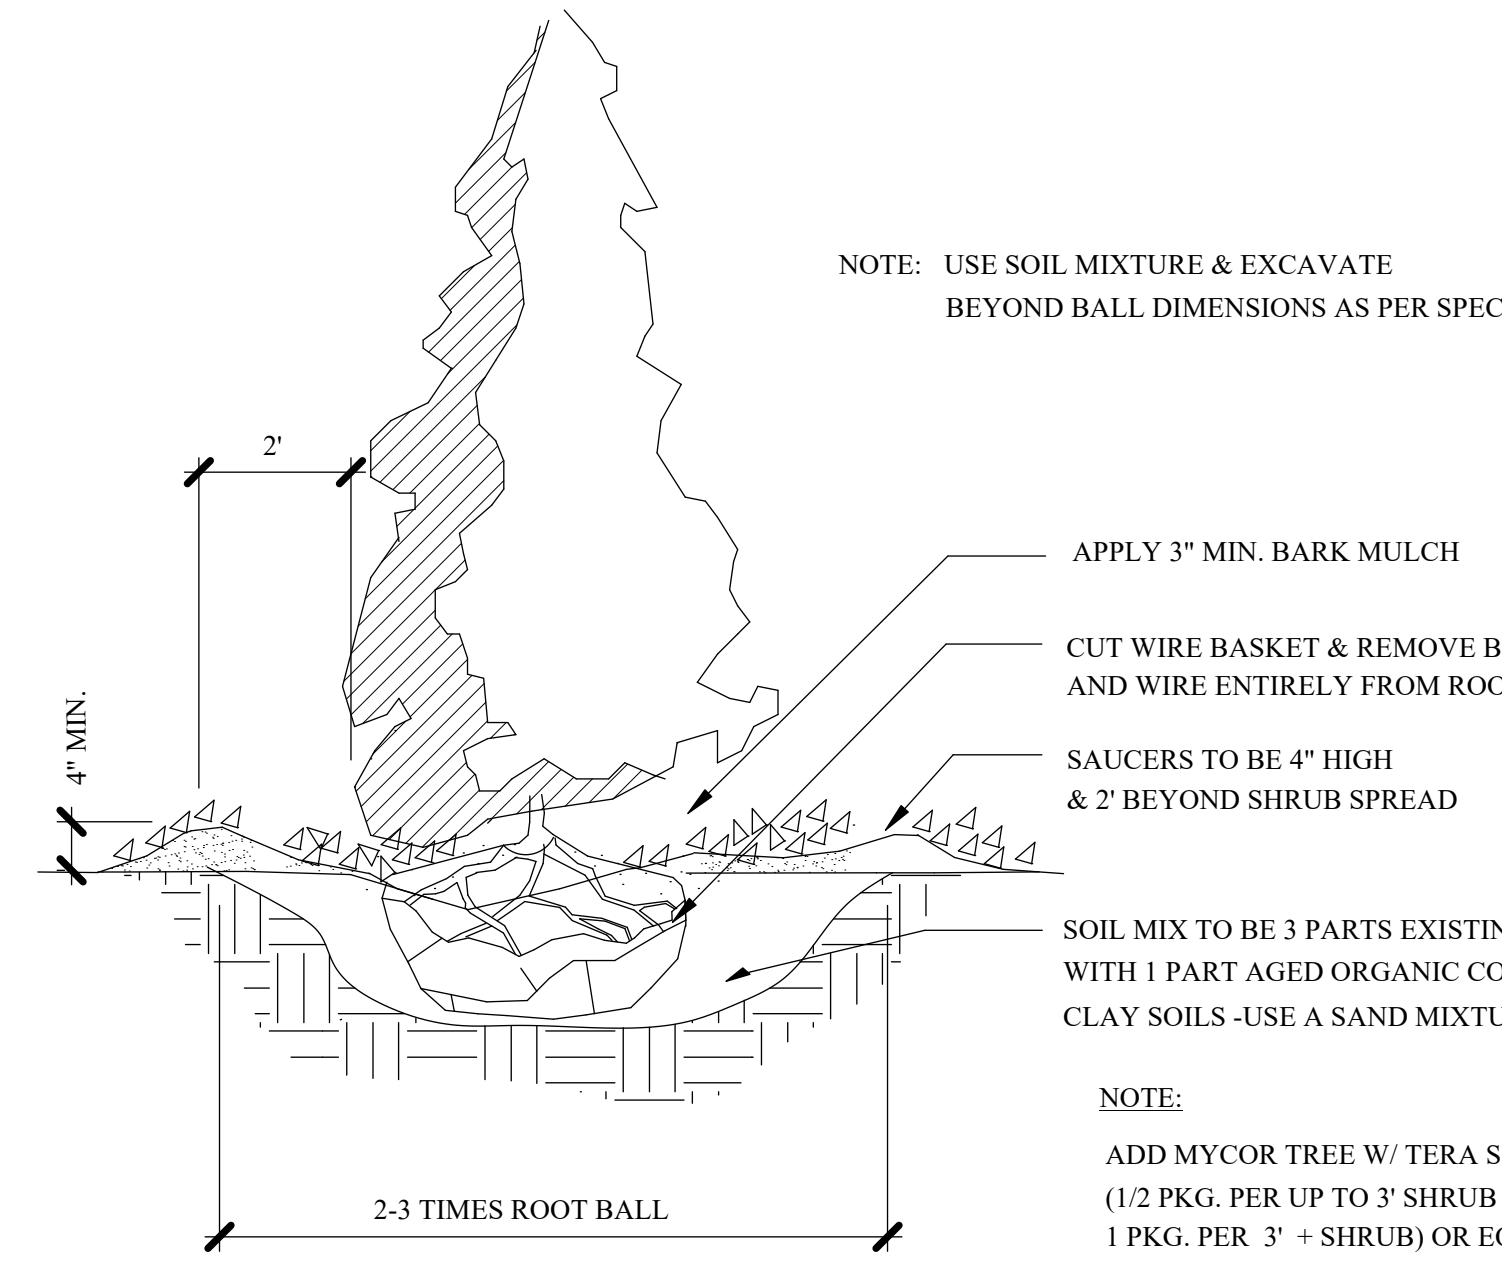 NOTE: USE SOIL MIXTURE & EXCAVATE
BEYOND BALL DIMENSIONS AS PER SPEC
2'
APPLY 3" MIN. BARK MULCH
CUT WIRE BASKET & REMOVE B
AND WIRE ENTIRELY FROM ROO
4" MIN.
SAUCERS TO BE 4" HIGH
& 2' BEYOND SHRUB SPREAD
SOIL MIX TO BE 3 PARTS EXISTIN
WITH 1 PART AGED ORGANIC CO
CLAY SOILS -USE A SAND MIXTU
NOTE:
ADD MYCOR TREE W/ TERA S
(1/2 PKG. PER UP TO 3' SHRUB
1 PKG. PER 3' + SHRUB) OR EQ
2-3 TIMES ROOT BALL